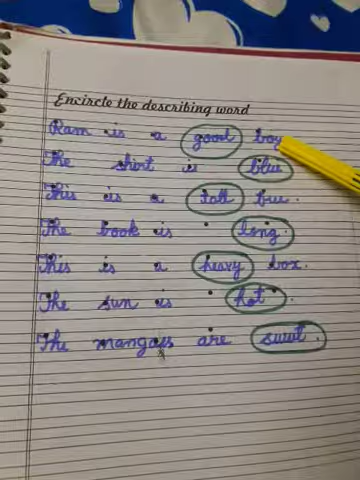 Encircle the describing word
Ram is a good boy
The shirt is blue
This is a tall tree.
The book is long.
This is a heavy box.
The sun is hot.
The mangoes are sweet.